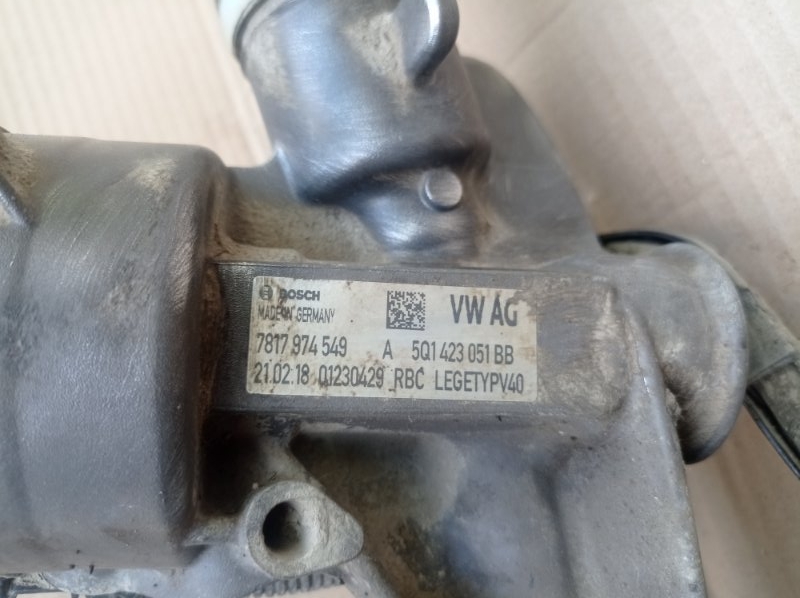 BOSCH
MADE IN GERMANY
VW AG
7817 974 549 A 5Q1 423 051 BB
21.02.18 01230429 RBC LEGETYPV40